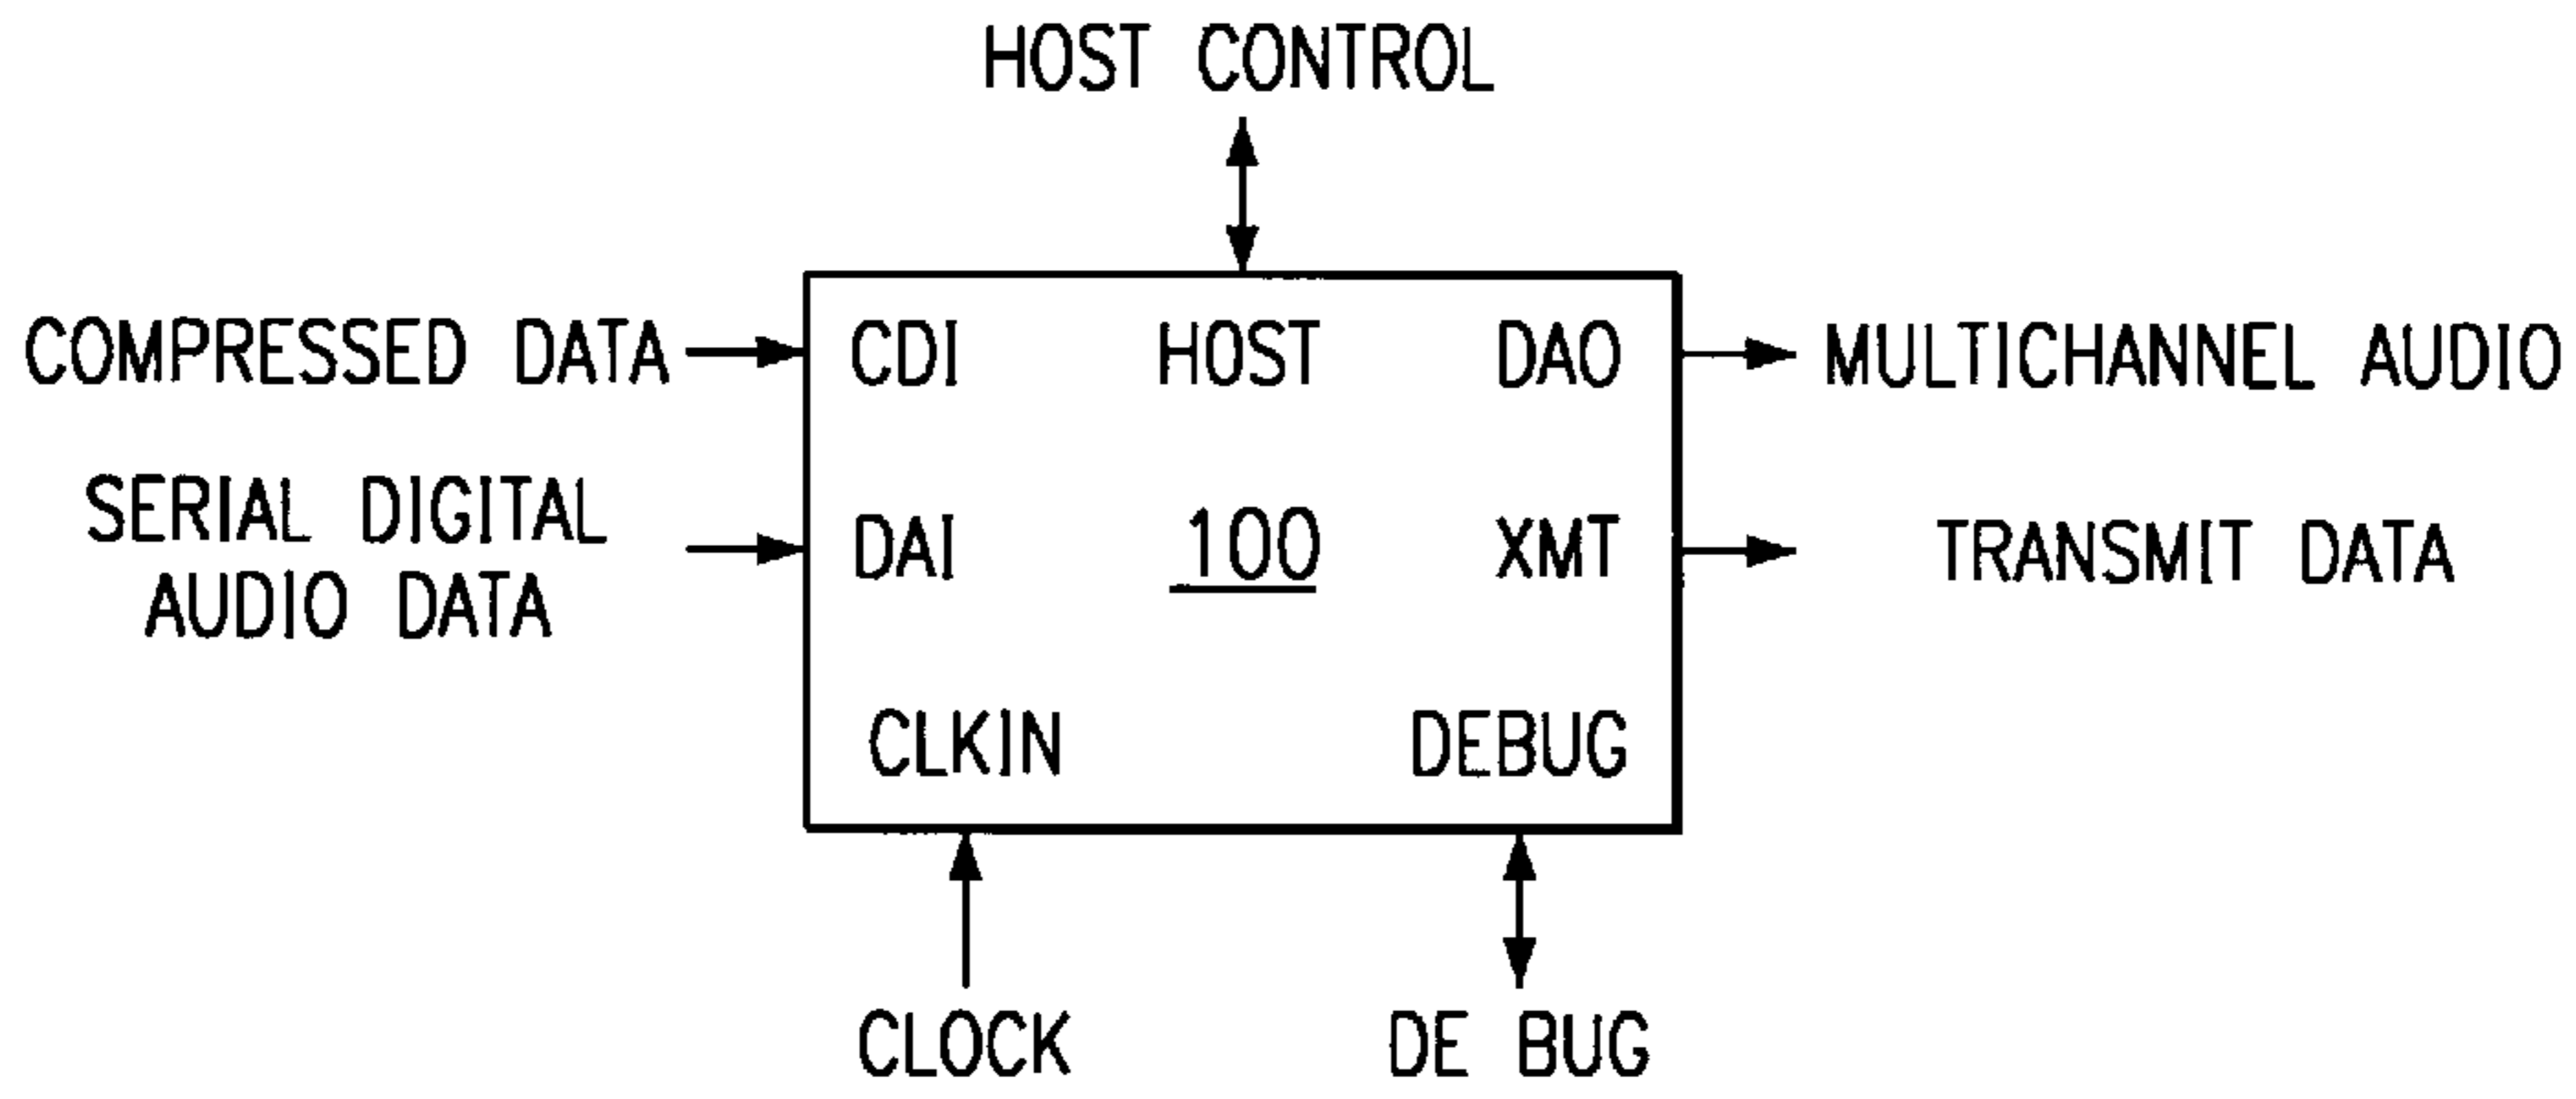 HOST CONTROL
COMPRESSED DATA
CDI
HOST
DAO
MULTICHANNEL AUDIO
SERIAL DIGITAL
AUDIO DATA
DAI
100
XMT
TRANSMIT DATA
CLKIN
DEBUG
CLOCK
DE BUG